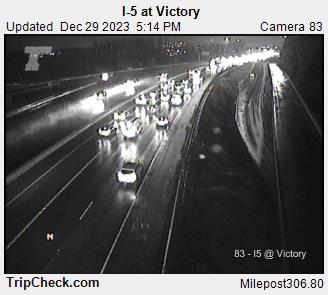 I-5 at Victory
Updated Dec 29 2023 5:14 PM Camera 83
T
N
83 - I5 @ Victory
TripCheck.com Milepost306.80